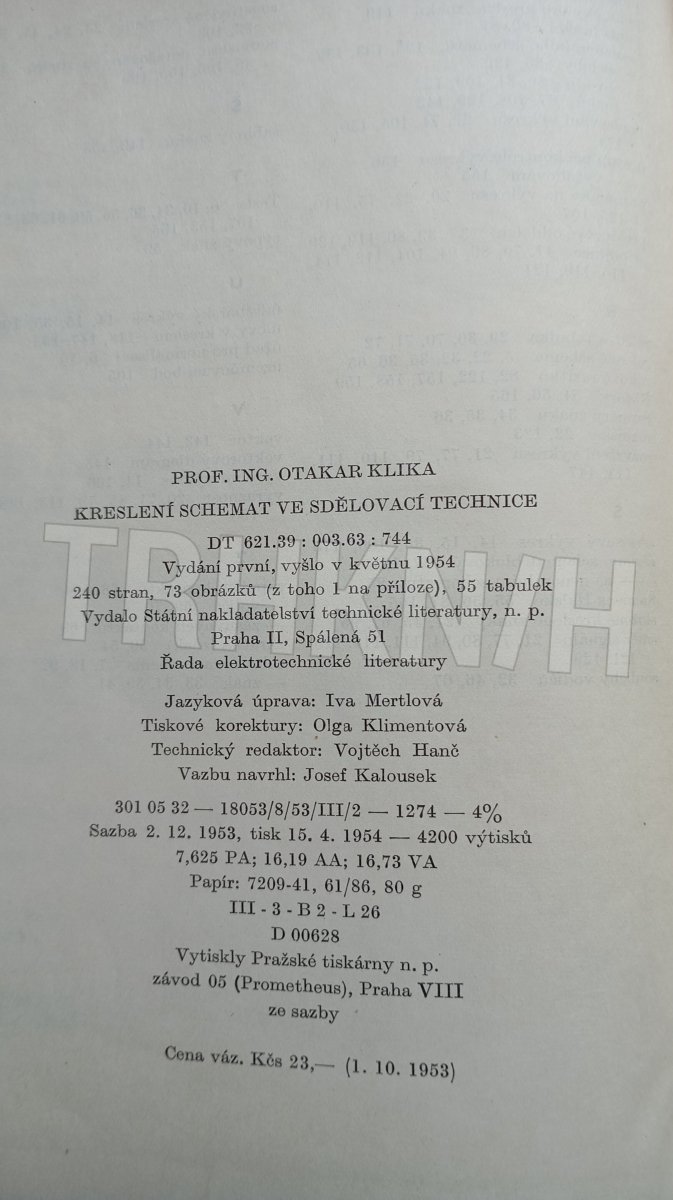 PROF. ING. OTAKAR KLIKA
KRESLENÍ SCHEMAT VE SDĚLOVACÍ TECHNICE
DT 621.39 : 003.63 : 744
Vydání první, vyšlo v květnu 1954
240 stran, 73 obrázků (z toho 1 na příloze), 55 tabulek
Vydalo Státní nakladatelství technické literatury, n. p.
Praha II, Spálená 51
Řada elektrotechnické literatury
TRHKNIH
Jazyková úprava: Iva Mertlová
Tiskové korektury: Olga Klimentová
Technický redaktor: Vojtěch Hanč
Vazbu navrhl: Josef Kalousek
301 05 32 — 18053/8/53/III/2 — 1274 — 4%
Sazba 2. 12. 1953, tisk 15. 4. 1954 — 4200 výtisků
7,625 PA; 16,19 AA; 16,73 VA
Papír: 7209-41, 61/86, 80 g
III - 3 - B 2 - L 26
D 00628
Vytiskly Pražské tiskárny n. p.
závod 05 (Prometheus), Praha VIII
ze sazby
Cena váz. Kčs 23,— (1. 10. 1953)